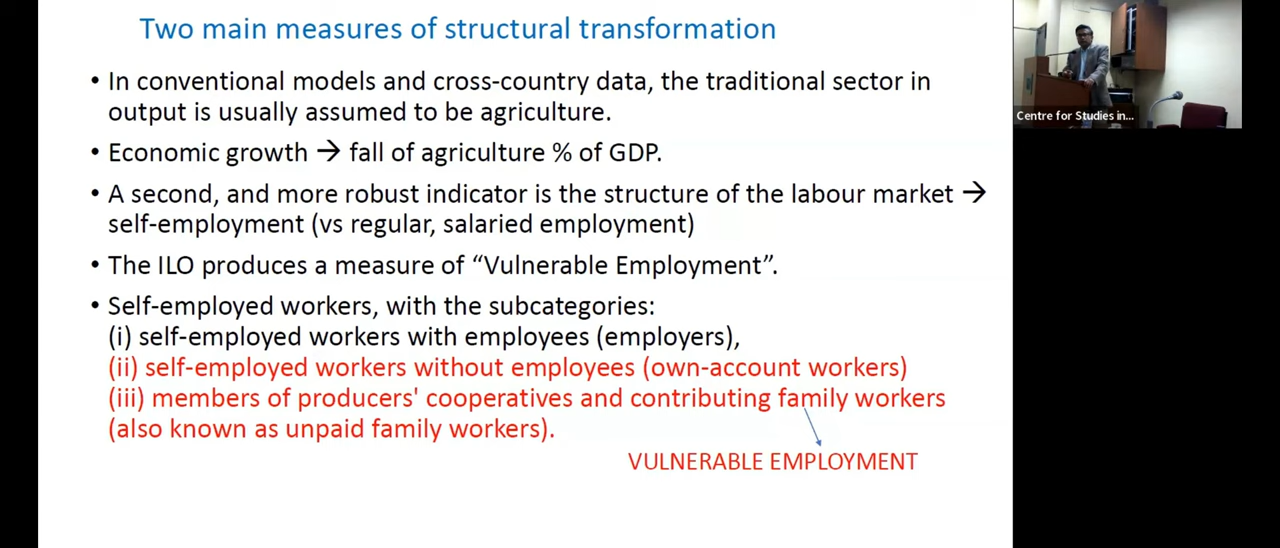 Two main measures of structural transformation
• In conventional models and cross-country data, the traditional sector in
output is usually assumed to be agriculture.
• Economic growth → fall of agriculture % of GDP.
• A second, and more robust indicator is the structure of the labour market →
self-employment (vs regular, salaried employment)
• The ILO produces a measure of “Vulnerable Employment”.
• Self-employed workers, with the subcategories:
(i) self-employed workers with employees (employers),
(ii) self-employed workers without employees (own-account workers)
(iii) members of producers' cooperatives and contributing family workers
(also known as unpaid family workers).
VULNERABLE EMPLOYMENT
Centre for Studies in...